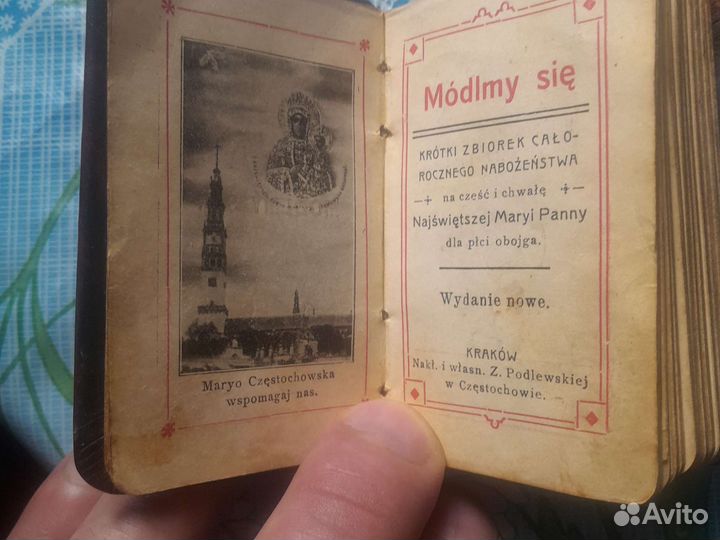 Maryo Częstochowska
wspomagaj nas.
Módlmy się
KRÓTKI ZBIOREK CAŁO-
ROCZNEGO NABOŻEŃSTWA
na cześć i chwałę
Najświętszej Maryi Panny
dla płci obojga.
Wydanie nowe.
KRAKÓW
Nakł. i własn. Z. Podlewskiej
w Częstochowie.
Avito